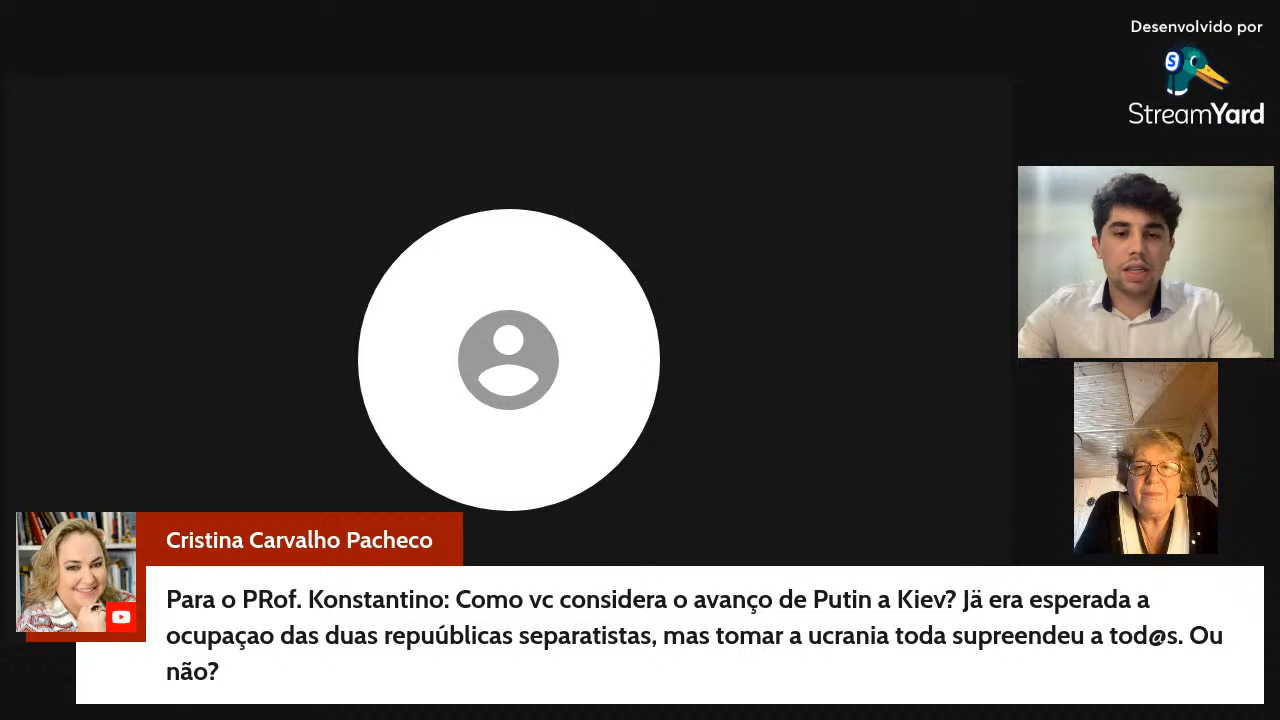 Desenvolvido por
S
StreamYard
Cristina Carvalho Pacheco
Para o PRof. Konstantino: Como vc considera o avanço de Putin a Kiev? Jä era esperada a
ocupaçao das duas repuúblicas separatistas, mas tomar a ucrania toda supreendeu a tod@s. Ou
não?